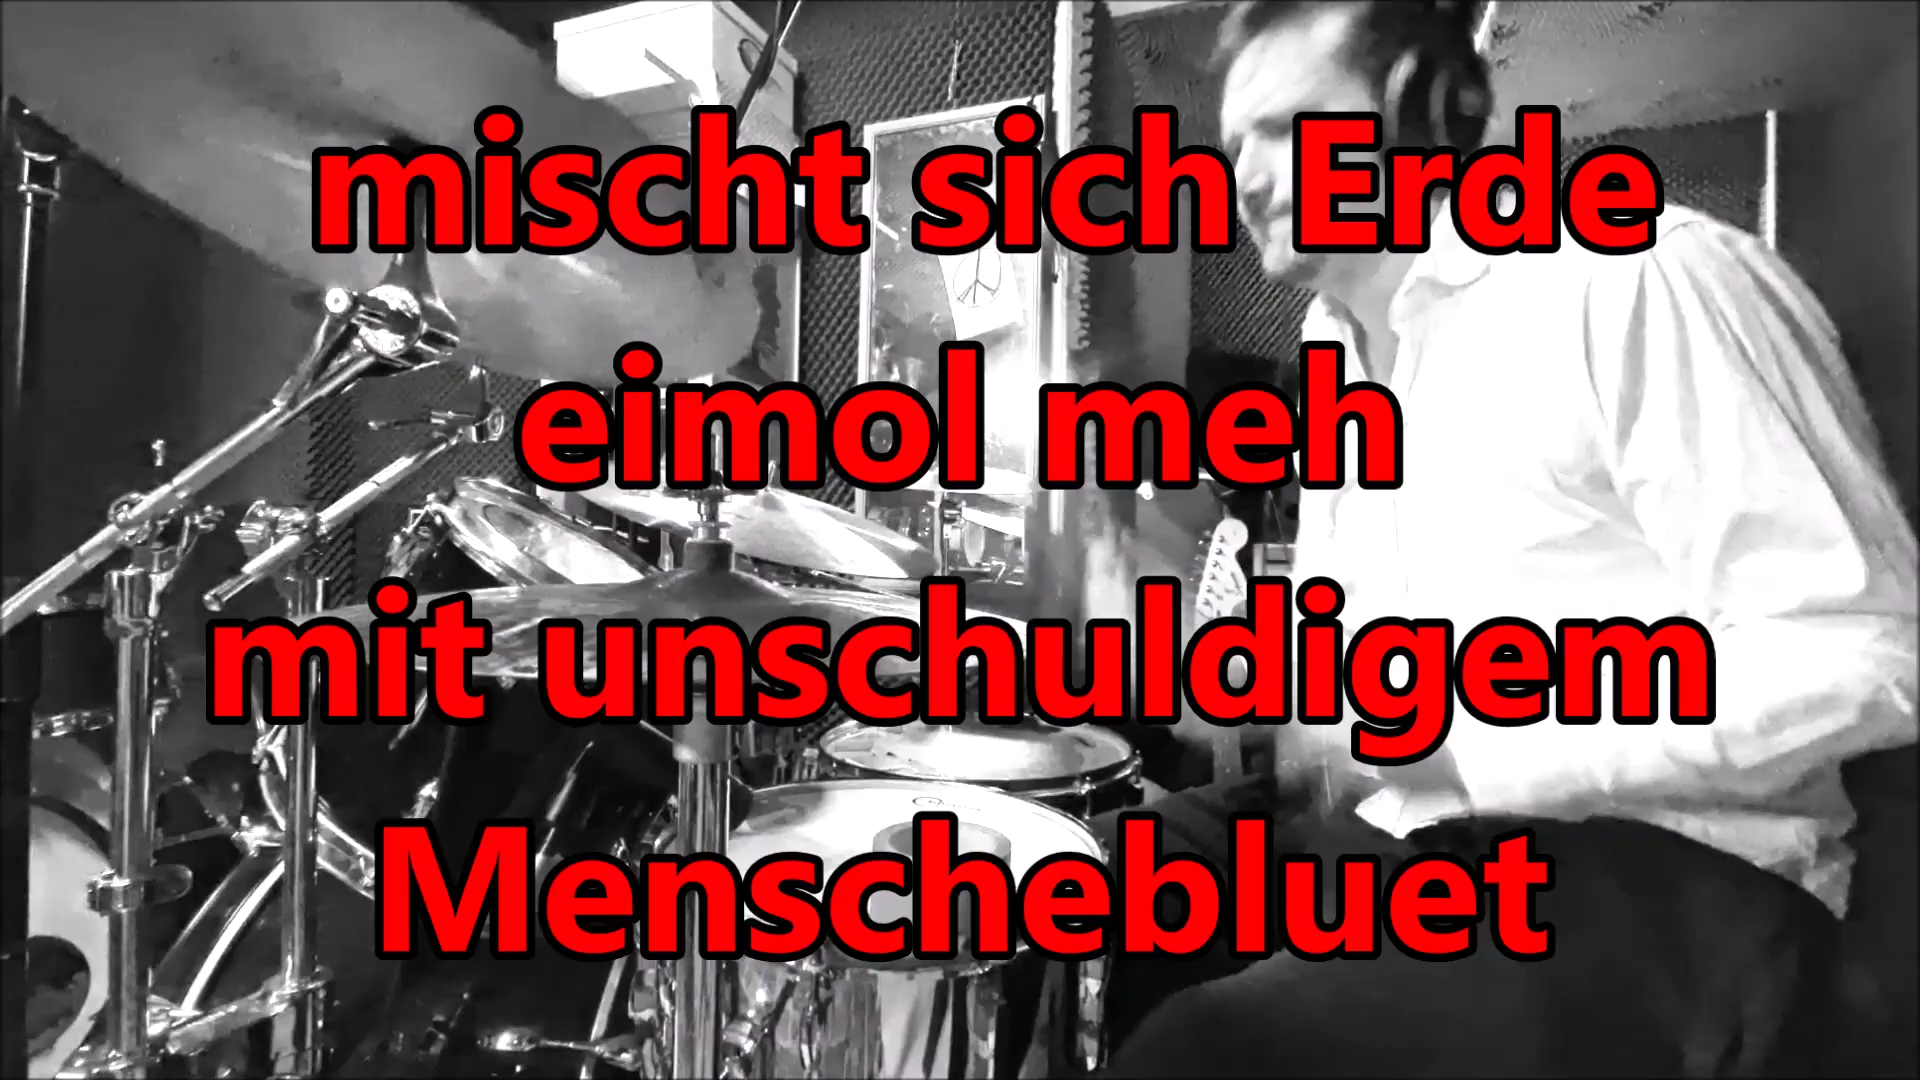 mischt sich Erde
eimol meh
mit unschuldigem
Menschebluet